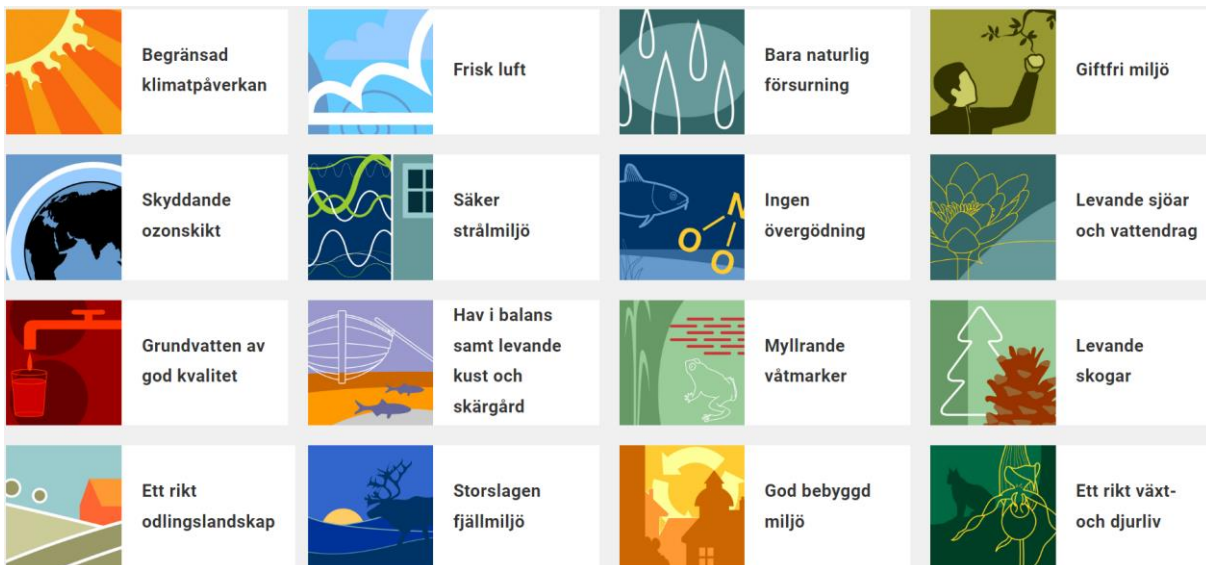 Begränsad
klimatpåverkan
Frisk luft
Bara naturlig
försurning
Giftfri miljö
Skyddande
ozonskikt
Säker
strålmiljö
Ingen
övergödning
N
O
O
Levande sjöar
och vattendrag
Grundvatten av
god kvalitet
Hav i balans
samt levande
kust och
skärgård
Myllrande
våtmarker
Levande
skogar
Ett rikt
odlingslandskap
Storslagen
fjällmiljö
God bebyggd
miljö
Ett rikt växt-
och djurliv